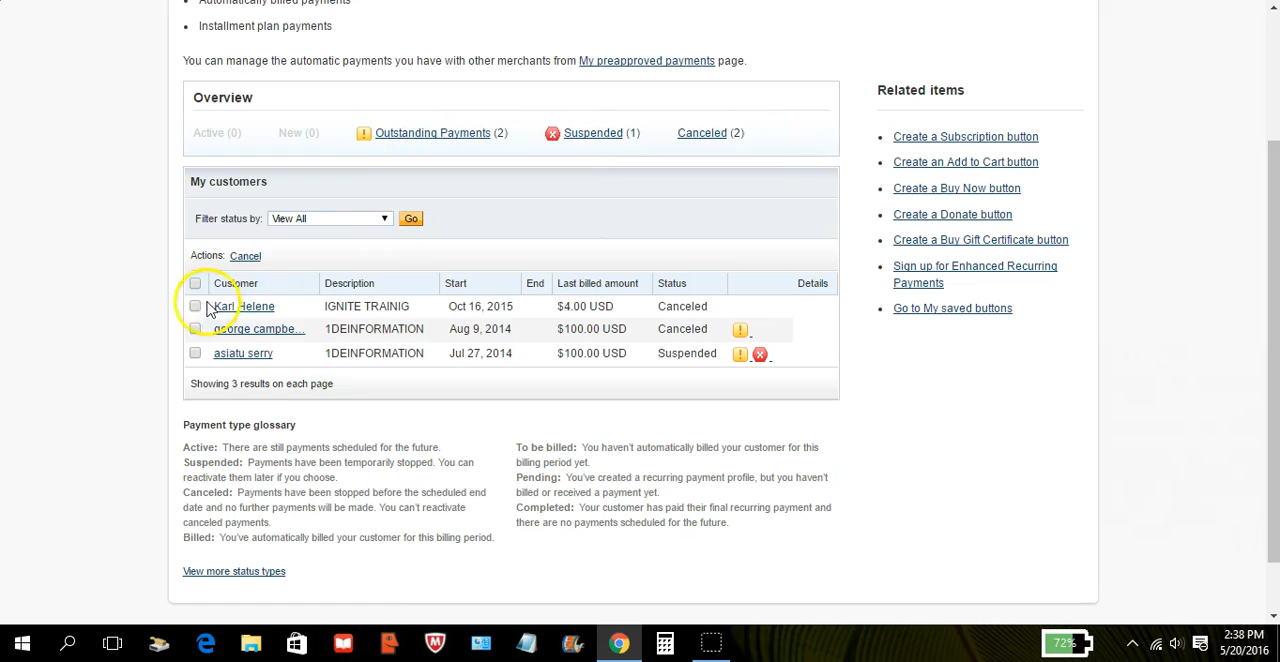 Automatically billed payments
Installment plan payments
You can manage the automatic payments you have with other merchants from My preapproved payments page.
Overview
Active (0) New (0) Outstanding Payments (2) Suspended (1) Canceled (2)
My customers
Filter status by: View All Go
Actions: Cancel
Customer Description Start End Last billed amount Status Details
Karl Helene IGNITE TRAINIG Oct 16, 2015 $4.00 USD Canceled
george campbe... 1DEINFORMATION Aug 9, 2014 $100.00 USD Canceled
asiatu serry 1DEINFORMATION Jul 27, 2014 $100.00 USD Suspended
Showing 3 results on each page
Payment type glossary
Active: There are still payments scheduled for the future.
Suspended: Payments have been temporarily stopped. You can
reactivate them later if you choose.
Canceled: Payments have been stopped before the scheduled end
date and no further payments will be made. You can't reactivate
canceled payments.
Billed: You've automatically billed your customer for this billing period.
To be billed: You haven't automatically billed your customer for this
billing period yet.
Pending: You've created a recurring payment profile, but you haven't
billed or received a payment yet.
Completed: Your customer has paid their final recurring payment and
there are no payments scheduled for the future.
View more status types
Related items
Create a Subscription button
Create an Add to Cart button
Create a Buy Now button
Create a Donate button
Create a Buy Gift Certificate button
Sign up for Enhanced Recurring
Payments
Go to My saved buttons
72%
2:38 PM
5/20/2016